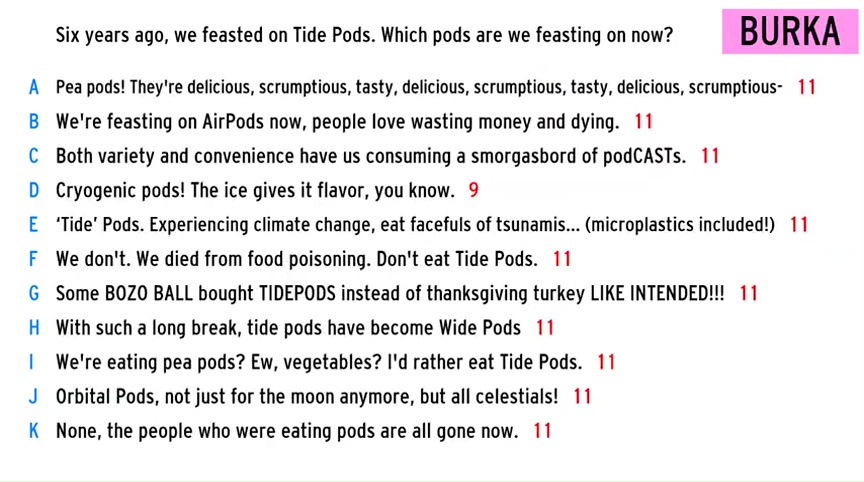 Six years ago, we feasted on Tide Pods. Which pods are we feasting on now?
BURKA
A Pea pods! They're delicious, scrumptious, tasty, delicious, scrumptious, tasty, delicious, scrumptious- 11
B We're feasting on AirPods now, people love wasting money and dying. 11
C Both variety and convenience have us consuming a smorgasbord of podCASTs. 11
D Cryogenic pods! The ice gives it flavor, you know. 9
E ‘Tide’ Pods. Experiencing climate change, eat facefuls of tsunamis... (microplastics included!) 11
F We don't. We died from food poisoning. Don't eat Tide Pods. 11
G Some BOZO BALL bought TIDEPODS instead of thanksgiving turkey LIKE INTENDED!!! 11
H With such a long break, tide pods have become Wide Pods 11
I We're eating pea pods? Ew, vegetables? I'd rather eat Tide Pods. 11
J Orbital Pods, not just for the moon anymore, but all celestials! 11
K None, the people who were eating pods are all gone now. 11